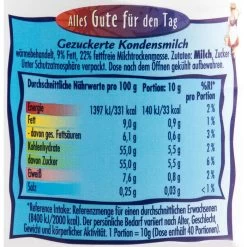 Alles Gute für den Tag
Gezuckerte Kondensmilch
wärmebehandelt, 9% Fett, 22% fettfreie Milchtrockenmasse. Zutaten: Milch, Zucker
Unter Schutzatmosphäre verpackt. Dose nach dem Öffnen gekühlt aufbewahren.
Durchschnittliche Nährwerte pro 100 g Portion: 10 g %RI* pro Portion
Energie 1397 kJ/331 kcal 140 kJ/33 kcal 2%
Fett 9,0 g 0,9 g 1%
- davon ges. Fettsäuren 6,1 g 0,6 g 3%
Kohlenhydrate 55,0 g 5,5 g 2%
davon Zucker 55,0 g 5,5 g 6%
Eiweiß 7,6 g 0,8 g 2%
Salz 0,25 g 0,03 g <1%
*Reference Intake: Referenzmenge für einen durchschnittlichen Erwachsenen
(8400 kJ/2000 kcal). Der persönliche Bedarf variiert nach Alter, Geschlecht,
Gewicht und körperlicher Aktivität. 1 Portion = 10g (Dose enthält 40 Portionen).